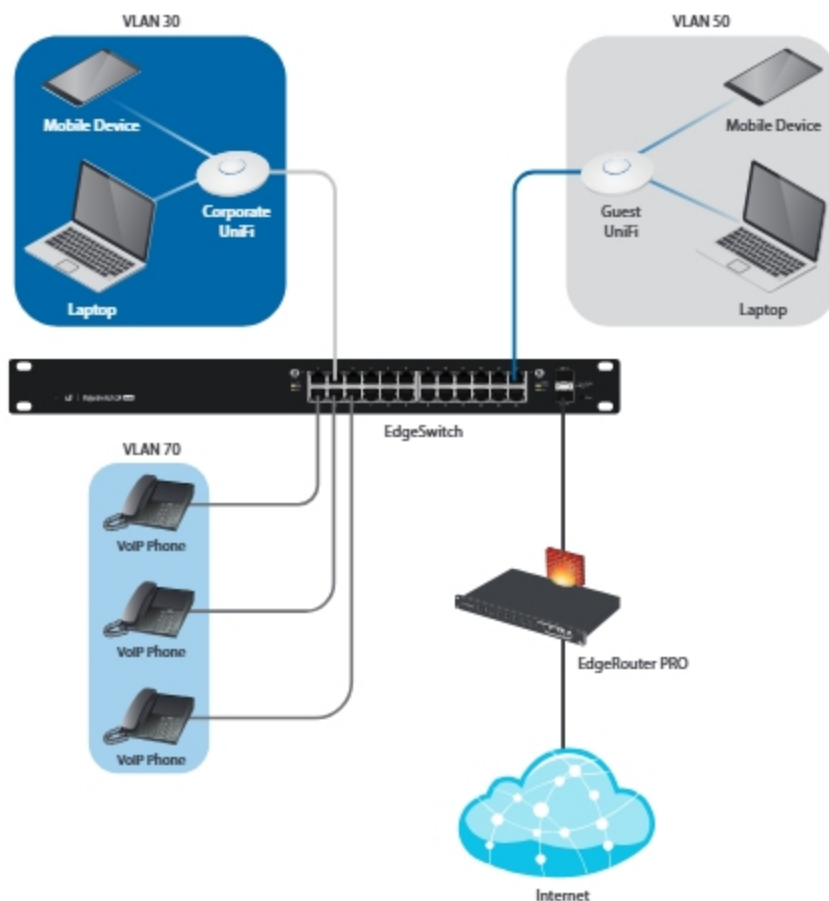 VLAN 30
VLAN 50
Mobile Device
Mobile Device
Corporate
UniFi
Guest
UniFi
Laptop
Laptop
EdgeSwitch
VLAN 70
VoIP Phone
VoIP Phone
EdgeRouter PRO
VoIP Phone
Internet